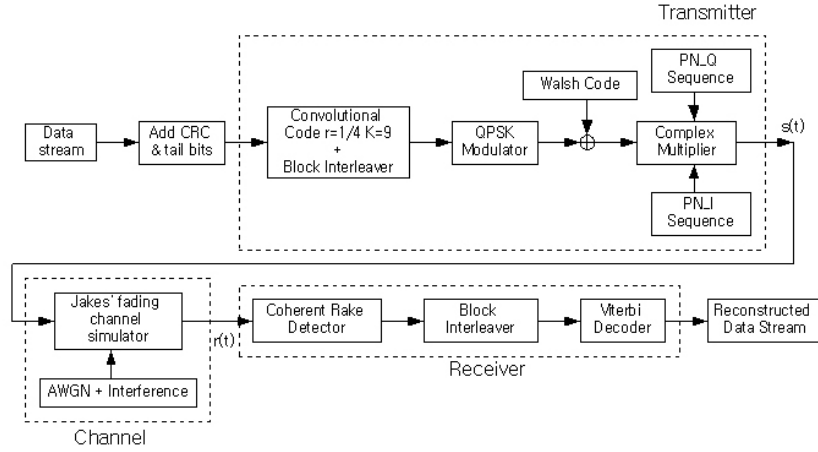 Transmitter
PN_Q
Sequence
Walsh Code
s(t)
Data
stream
Add CRC
& tail bits
Convolutional
Code r=1/4 K=9
+
Block Interleaver
QPSK
Modulator
Complex
Multiplier
PN_I
Sequence
Jakes' fading
channel
simulator
r(t)
Coherent Rake
Detector
Block
Interleaver
Viterbi
Decoder
Reconstructed
Data Stream
AWGN + Interference
Receiver
Channel